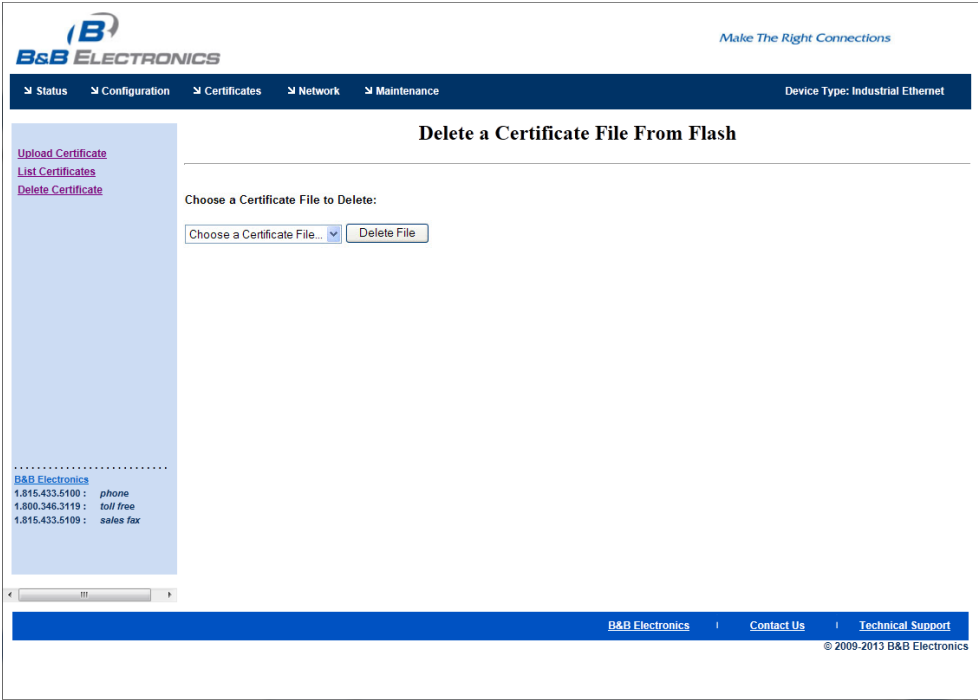 B
B&B ELECTRONICS
Make The Right Connections
Status Configuration Certificates Network Maintenance Device Type: Industrial Ethernet
Delete a Certificate File From Flash
Upload Certificate
List Certificates
Delete Certificate
Choose a Certificate File to Delete:
Choose a Certificate File... Delete File
B&B Electronics
1.815.433.5100 : phone
1.800.346.3119 : toll free
1.815.433.5109 : sales fax
B&B Electronics | Contact Us | Technical Support
© 2009-2013 B&B Electronics